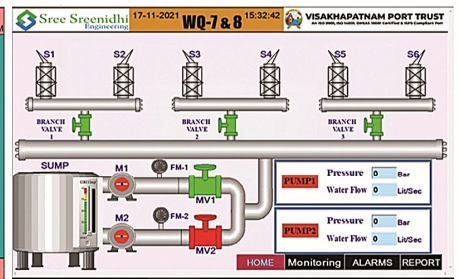 Sree Sreenidhi
Engineering
17-11-2021 WQ-7 & 8 15:32:42
VISAKHAPATNAM PORT TRUST
S1 S2 S3 S4 S5 S6
BRANCH VALVE 1
BRANCH VALVE 2
BRANCH VALVE 3
SUMP
M1
FM-1
MV1
M2
FM-2
MV2
PUMP1
Pressure 0 Bar
Water Flow 0 Lit/Sec
PUMP2
Pressure 0 Bar
Water Flow 0 Lit/Sec
HOME Monitoring ALARMS REPORT